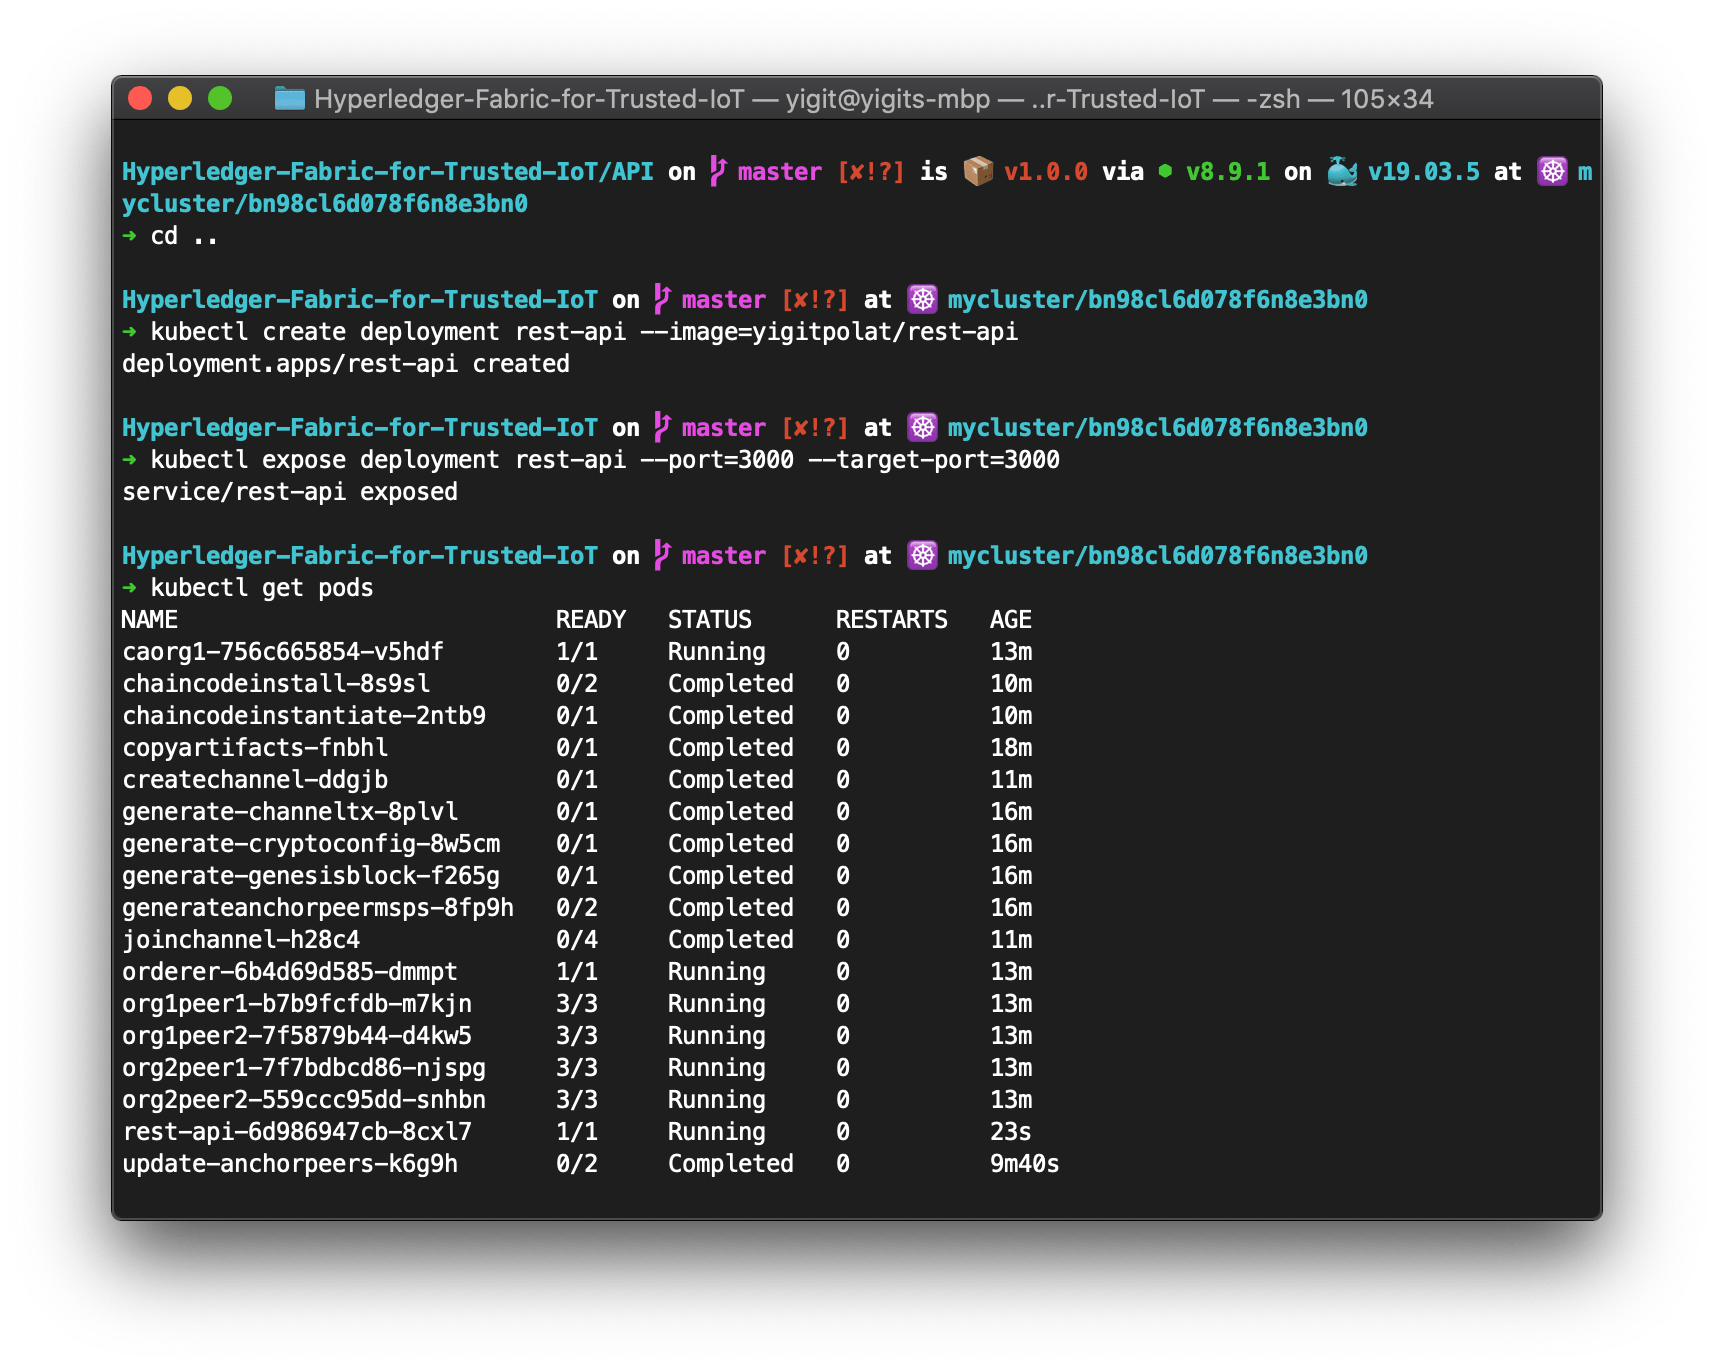 Hyperledger-Fabric-for-Trusted-IoT — yigit@yigits-mbp — ..r-Trusted-IoT — -zsh — 105×34
Hyperledger-Fabric-for-Trusted-IoT/API on master [✘!?] is 📦 v1.0.0 via ⬢ v8.9.1 on 🐳 v19.03.5 at ☸ m
ycluster/bn98cl6d078f6n8e3bn0
➜ cd ..
Hyperledger-Fabric-for-Trusted-IoT on master [✘!?] at ☸ mycluster/bn98cl6d078f6n8e3bn0
➜ kubectl create deployment rest-api --image=yigitpolat/rest-api
deployment.apps/rest-api created
Hyperledger-Fabric-for-Trusted-IoT on master [✘!?] at ☸ mycluster/bn98cl6d078f6n8e3bn0
➜ kubectl expose deployment rest-api --port=3000 --target-port=3000
service/rest-api exposed
Hyperledger-Fabric-for-Trusted-IoT on master [✘!?] at ☸ mycluster/bn98cl6d078f6n8e3bn0
➜ kubectl get pods
NAME READY STATUS RESTARTS AGE
caorg1-756c665854-v5hdf 1/1 Running 0 13m
chaincodeinstall-8s9sl 0/2 Completed 0 10m
chaincodeinstantiate-2ntb9 0/1 Completed 0 10m
copyartifacts-fnbhl 0/1 Completed 0 18m
createchannel-ddgjb 0/1 Completed 0 11m
generate-channeltx-8plvl 0/1 Completed 0 16m
generate-cryptoconfig-8w5cm 0/1 Completed 0 16m
generate-genesisblock-f265g 0/1 Completed 0 16m
generateanchorpeermsps-8fp9h 0/2 Completed 0 16m
joinchannel-h28c4 0/4 Completed 0 11m
orderer-6b4d69d585-dmmpt 1/1 Running 0 13m
org1peer1-b7b9fcfdb-m7kjn 3/3 Running 0 13m
org1peer2-7f5879b44-d4kw5 3/3 Running 0 13m
org2peer1-7f7bdbcd86-njspg 3/3 Running 0 13m
org2peer2-559ccc95dd-snhbn 3/3 Running 0 13m
rest-api-6d986947cb-8cxl7 1/1 Running 0 23s
update-anchorpeers-k6g9h 0/2 Completed 0 9m40s